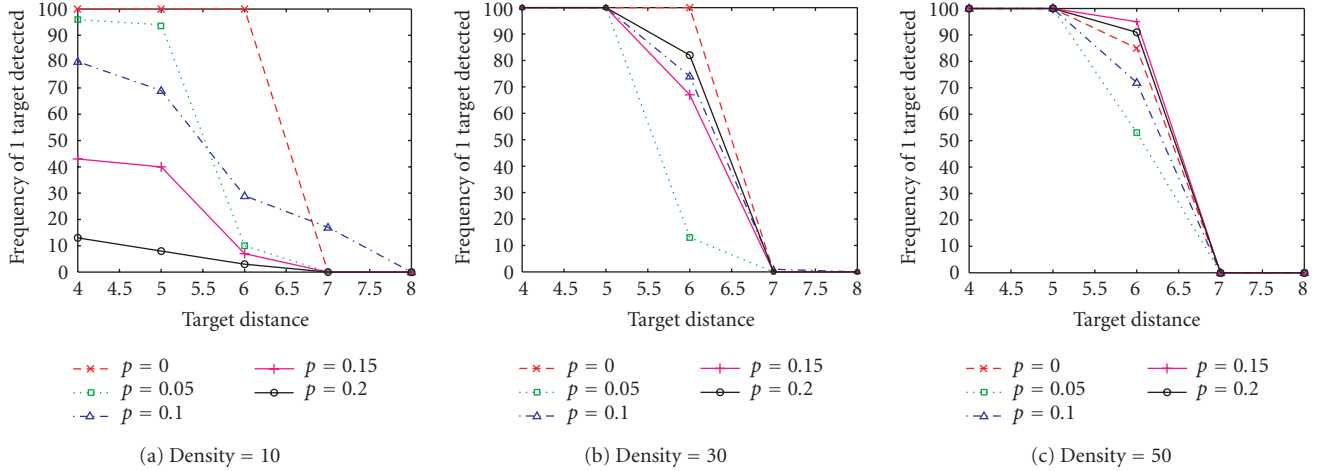 Frequency of 1 target detected
100
90
80
70
60
50
40
30
20
10
0
4 4.5 5 5.5 6 6.5 7 7.5 8
Target distance
p = 0
p = 0.05
p = 0.1
p = 0.15
p = 0.2
(a) Density = 10
Frequency of 1 target detected
100
90
80
70
60
50
40
30
20
10
0
4 4.5 5 5.5 6 6.5 7 7.5 8
Target distance
p = 0
p = 0.05
p = 0.1
p = 0.15
p = 0.2
(b) Density = 30
Frequency of 1 target detected
100
90
80
70
60
50
40
30
20
10
0
4 4.5 5 5.5 6 6.5 7 7.5 8
Target distance
p = 0
p = 0.05
p = 0.1
p = 0.15
p = 0.2
(c) Density = 50